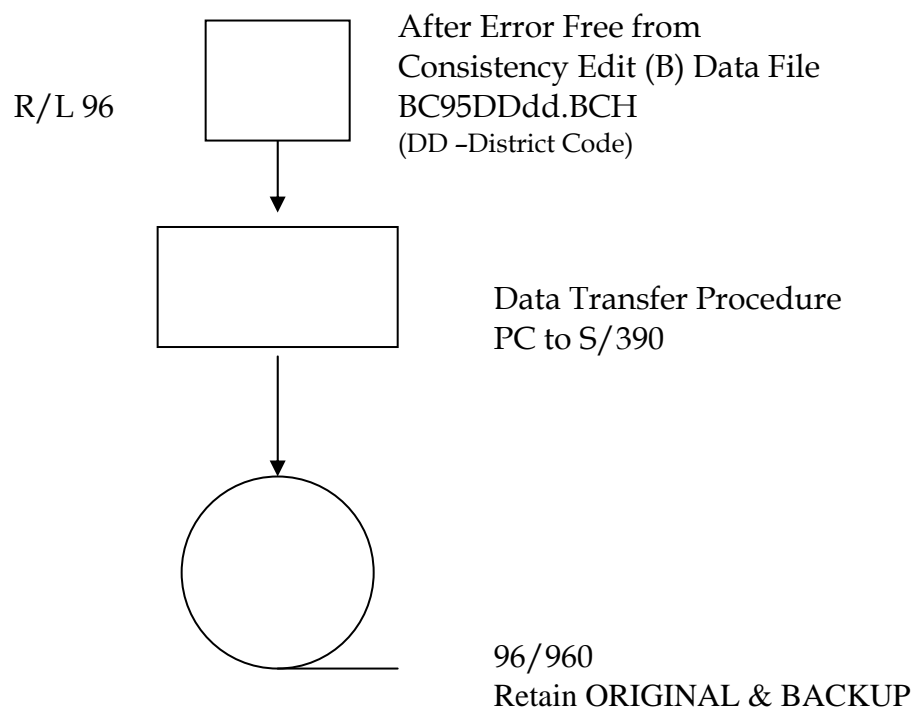 After Error Free from
Consistency Edit (B) Data File
R/L 96
BC95DDdd.BCH
(DD –District Code)
Data Transfer Procedure
PC to S/390
96/960
Retain ORIGINAL & BACKUP